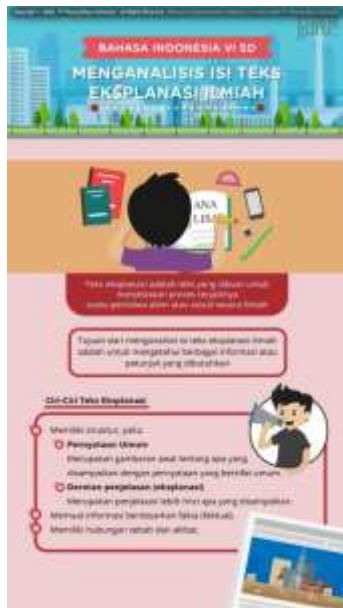 BAHASA INDONESIA VI SD
MENGANALISIS ISI TEKS
EKSPLANASI ILMIAH
ANA
LISA
Teks eksplanasi adalah teks yang dibuat untuk
menjelaskan proses terjadinya
suatu peristiwa alam atau sosial secara ilmiah
Tujuan dari menganalisis isi teks eksplanasi ilmiah
adalah untuk mengetahui berbagai informasi atau
petunjuk yang dibutuhkan
Ciri-Ciri Teks Eksplanasi
Memiliki struktur, yaitu:
Pernyataan Umum
Merupakan gambaran awal tentang apa yang
disampaikan dengan pernyataan yang bersifat umum
Deretan penjelasan (eksplanasi)
Merupakan penjelasan lebih rinci apa yang disampaikan
Memuat informasi berdasarkan fakta (faktual).
Memiliki hubungan sebab dan akibat.